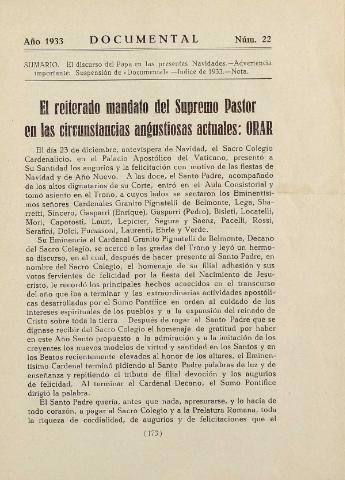 Año 1933 DOCUMENTAL Núm. 22
SUMARIO. El discurso del Papa en las presentes Navidades.—Advertencia
importante: Suspensión de «Documental».—Indice de 1933.—Nota.
El reiterado mandato del Supremo Pastor
en las circunstancias angustiosas actuales: ORAR
El día 23 de diciembre, antevíspera de Navidad, el Sacro Colegio
Cardenalicio, en el Palacio Apostólico del Vaticano, presentó a
Su Santidad los augurios y la felicitación con motivo de las fiestas de
Navidad y de Año Nuevo. A las doce, el Santo Padre, acompañado
de los altos dignatarios de su Corte, entró en el Aula Consistorial y
tomó asiento en el Trono, a cuyos lados se sentaron los Eminentísi-
mos señores Cardenales Granito Pignatelli de Belmonte, Lega, Sba-
rretti, Sincero, Gasparri (Enrique), Gasparri (Pedro), Bisleti, Locatelli,
Mori, Capotosti, Lauri, Lepicier, Segura y Saenz, Pacelli, Rossi,
Serafini, Dolci, Fumasoni, Laurenti, Ehrle y Verde.
Su Eminencia el Cardenal Granito Pignatelli de Belmonte, Decano
del Sacro Colegio, se acercó a las gradas del Trono y leyó un hermo-
so discurso, en el cual, después de hacer presente al Santo Padre, en
nombre del Sacro Colegio, el homenaje de su filial adhesión y sus
votos fervientes de felicidad por la fiesta del Nacimiento de Jesu-
cristo, le recordó los principales hechos acaecidos en el transcurso
del año que iba a terminar y las extraordinarias actividades apostóli-
cas desarrolladas por el Sumo Pontífice en orden al cuidado de los
intereses espirituales de los pueblos y a la expansión del reinado de
Cristo sobre toda la tierra. Después de rogar al Santo Padre que se
dignase recibir del Sacro Colegio el homenaje de gratitud por haber
en este Año Santo propuesto a la admiración y a la imitación de los
creyentes los nuevos modelos de virtud y santidad en los Santos y en
los Beatos recientemente elevados al honor de los altares, el Eminen-
tísimo Cardenal terminó pidiendo al Santo Padre palabras de luz y de
enseñanza y repitiendo el tributo de filial devoción y los augurios
de felicidad. Al terminar el Cardenal Decano, el Sumo Pontífice
dirigió la palabra.
El Santo Padre quería, antes que nada, apresurarse, y lo hacía de
todo corazón, a pagar al Sacro Colegio y a la Prelatura Romana, toda
la riqueza de cordialidad, de augurios y de felicitaciones que al
(173)